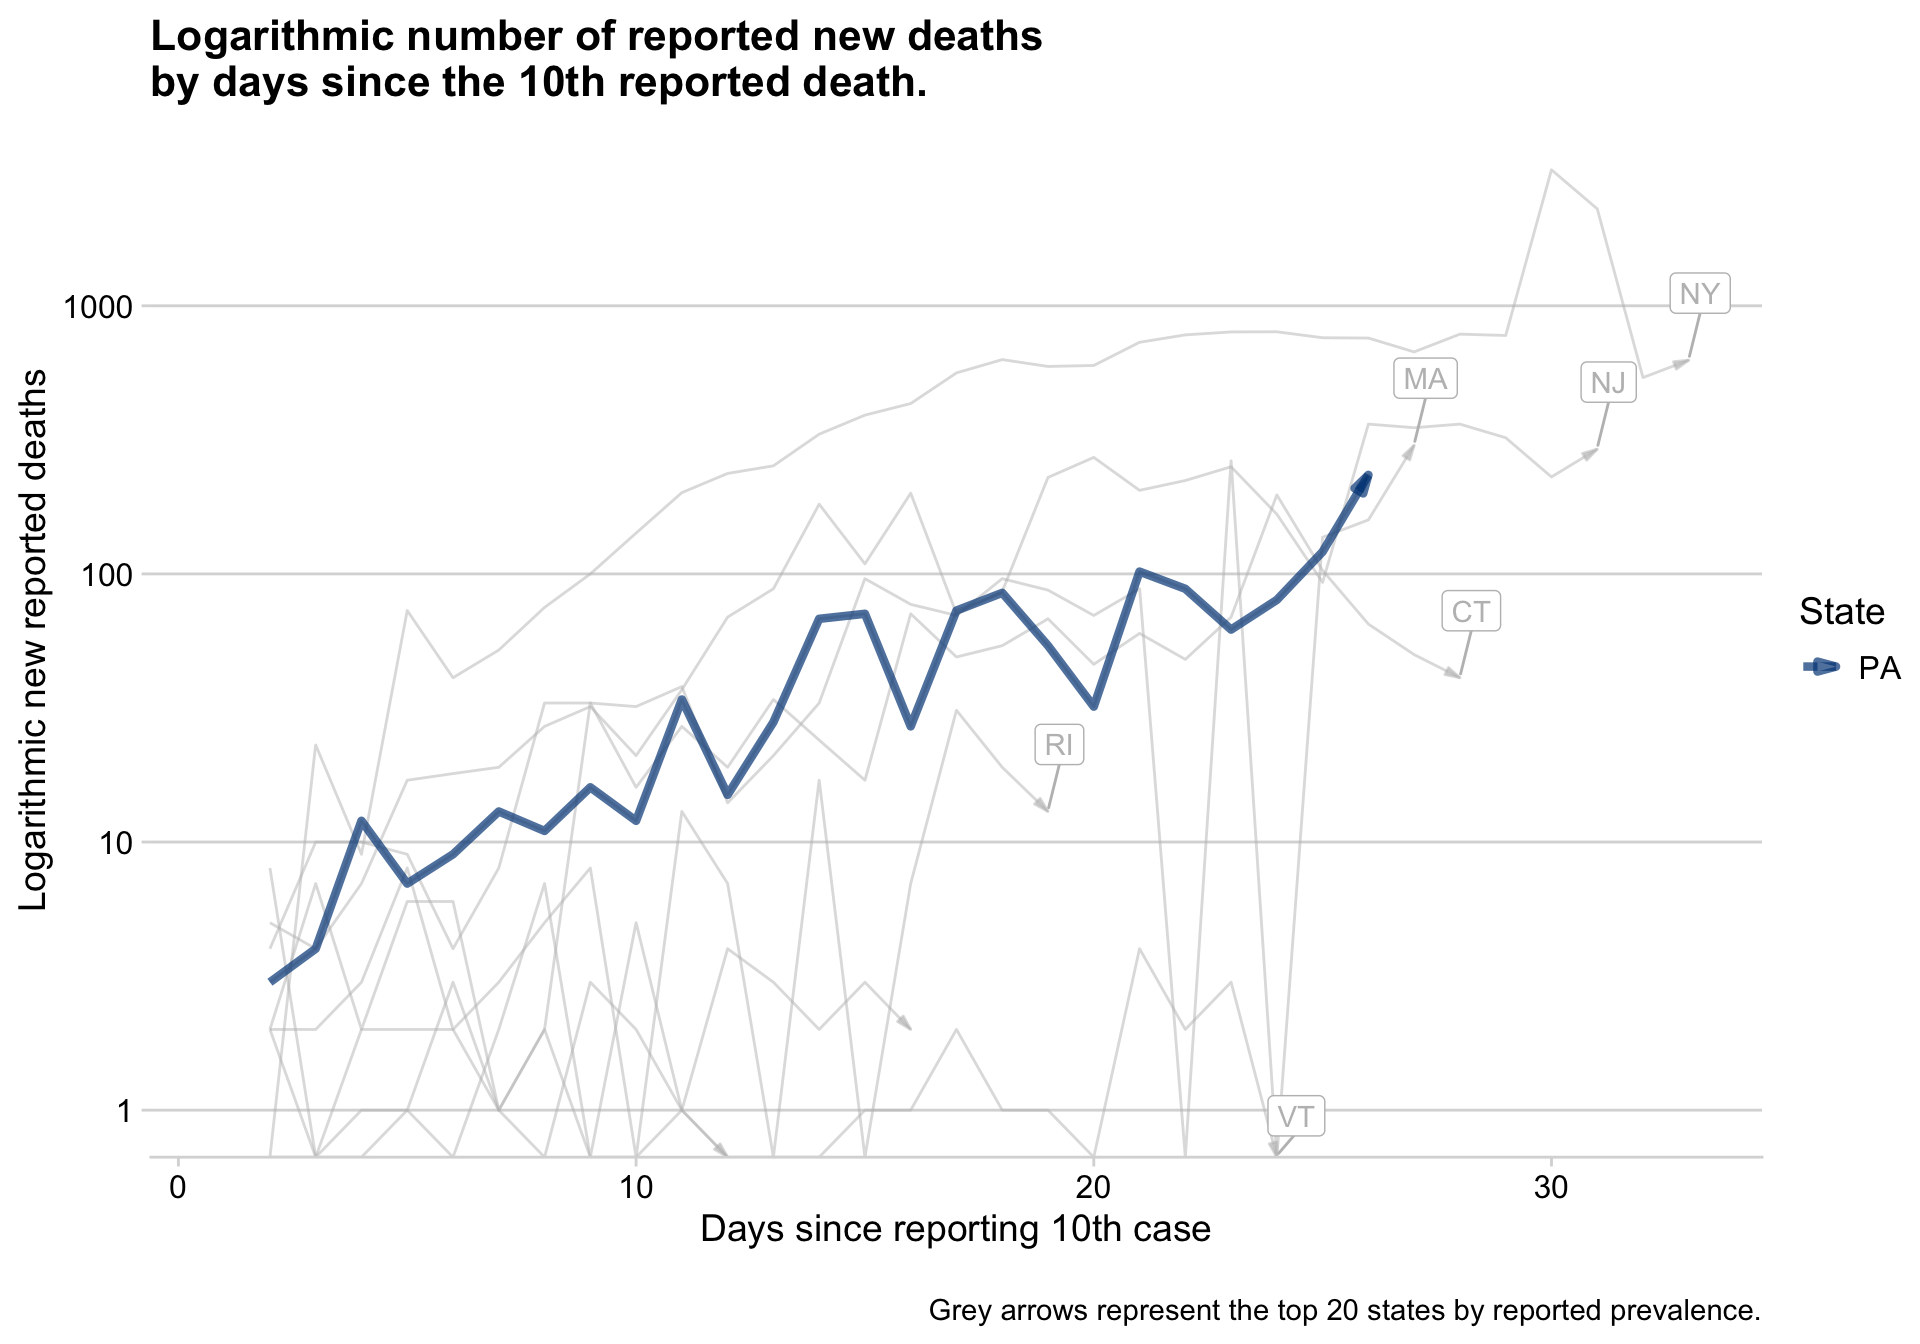 Logarithmic number of reported new deaths
by days since the 10th reported death.
Logarithmic new reported deaths
1000
100
10
1
NY
MA
NJ
CT
RI
VT
State
PA
0
10
20
30
Days since reporting 10th case
Grey arrows represent the top 20 states by reported prevalence.